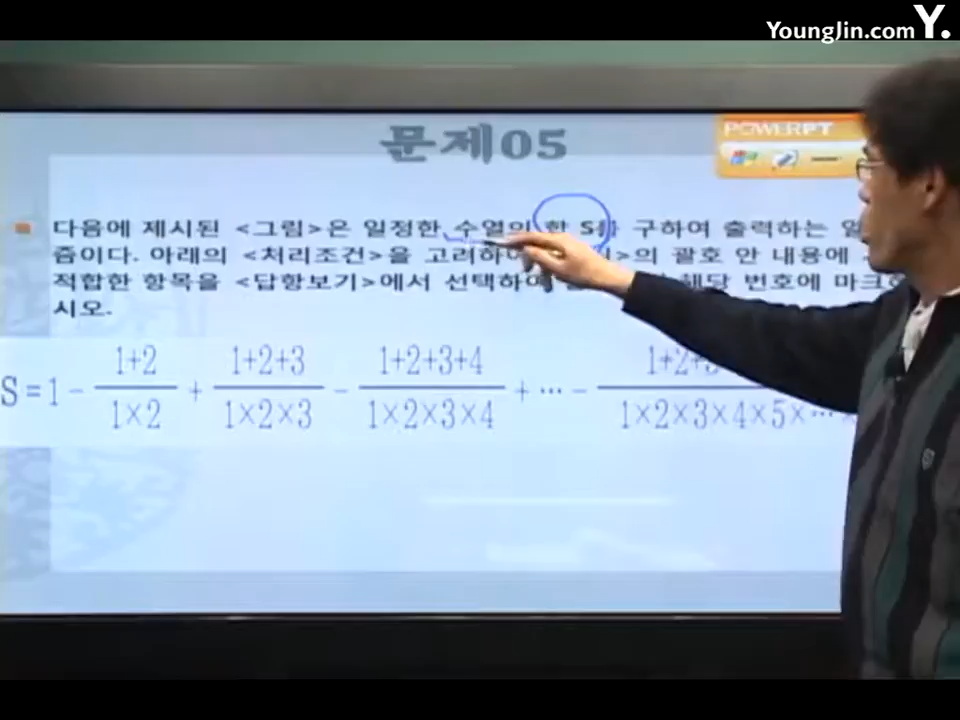 YoungJin.com Y.
문제05
POWERPT
다음에 제시된 <그림>은 일정한 수열의 합 S를 구하여 출력하는
즘이다. 아래의 <처리조건>을 고려하여 의 괄호 안 내용에
적합한 항목을 <답항보기>에서 선택하여 해당 번호에 마크
시오.
S = 1 - (1+2)/(1×2) + (1+2+3)/(1×2×3) - (1+2+3+4)/(1×2×3×4) + ··· - (1+2+3)/(1×2×3×4×5×···